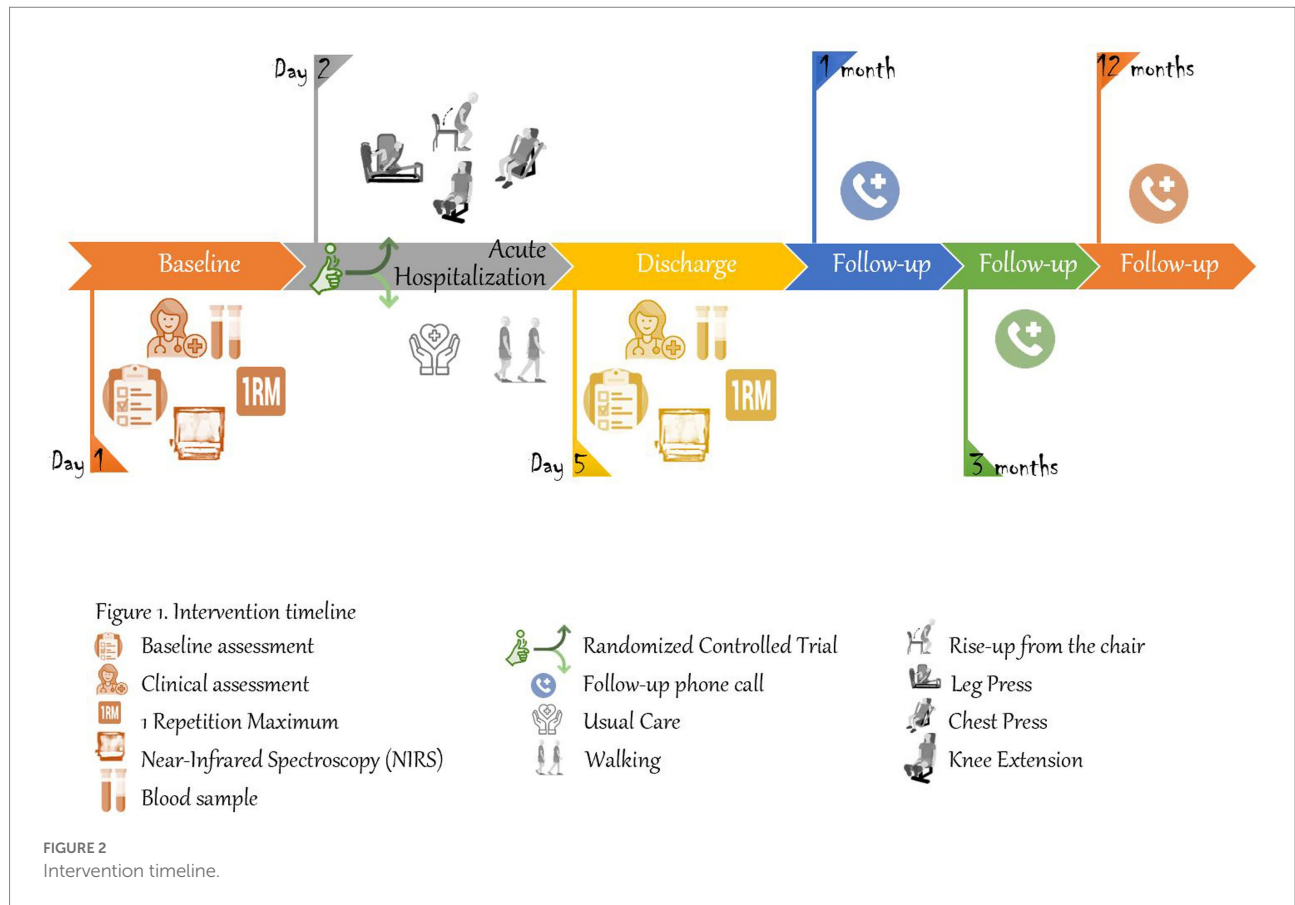 Day 2
1 month
12 months
Baseline
Acute
Hospitalization
Discharge
Follow-up
Follow-up
Follow-up
1RM
1RM
Day 1
Day 5
3 months
Figure 1. Intervention timeline
Baseline assessment
Clinical assessment
1RM
1 Repetition Maximum
Near-Infrared Spectroscopy (NIRS)
Blood sample
Randomized Controlled Trial
Follow-up phone call
Usual Care
Walking
Rise-up from the chair
Leg Press
Chest Press
Knee Extension
FIGURE 2
Intervention timeline.